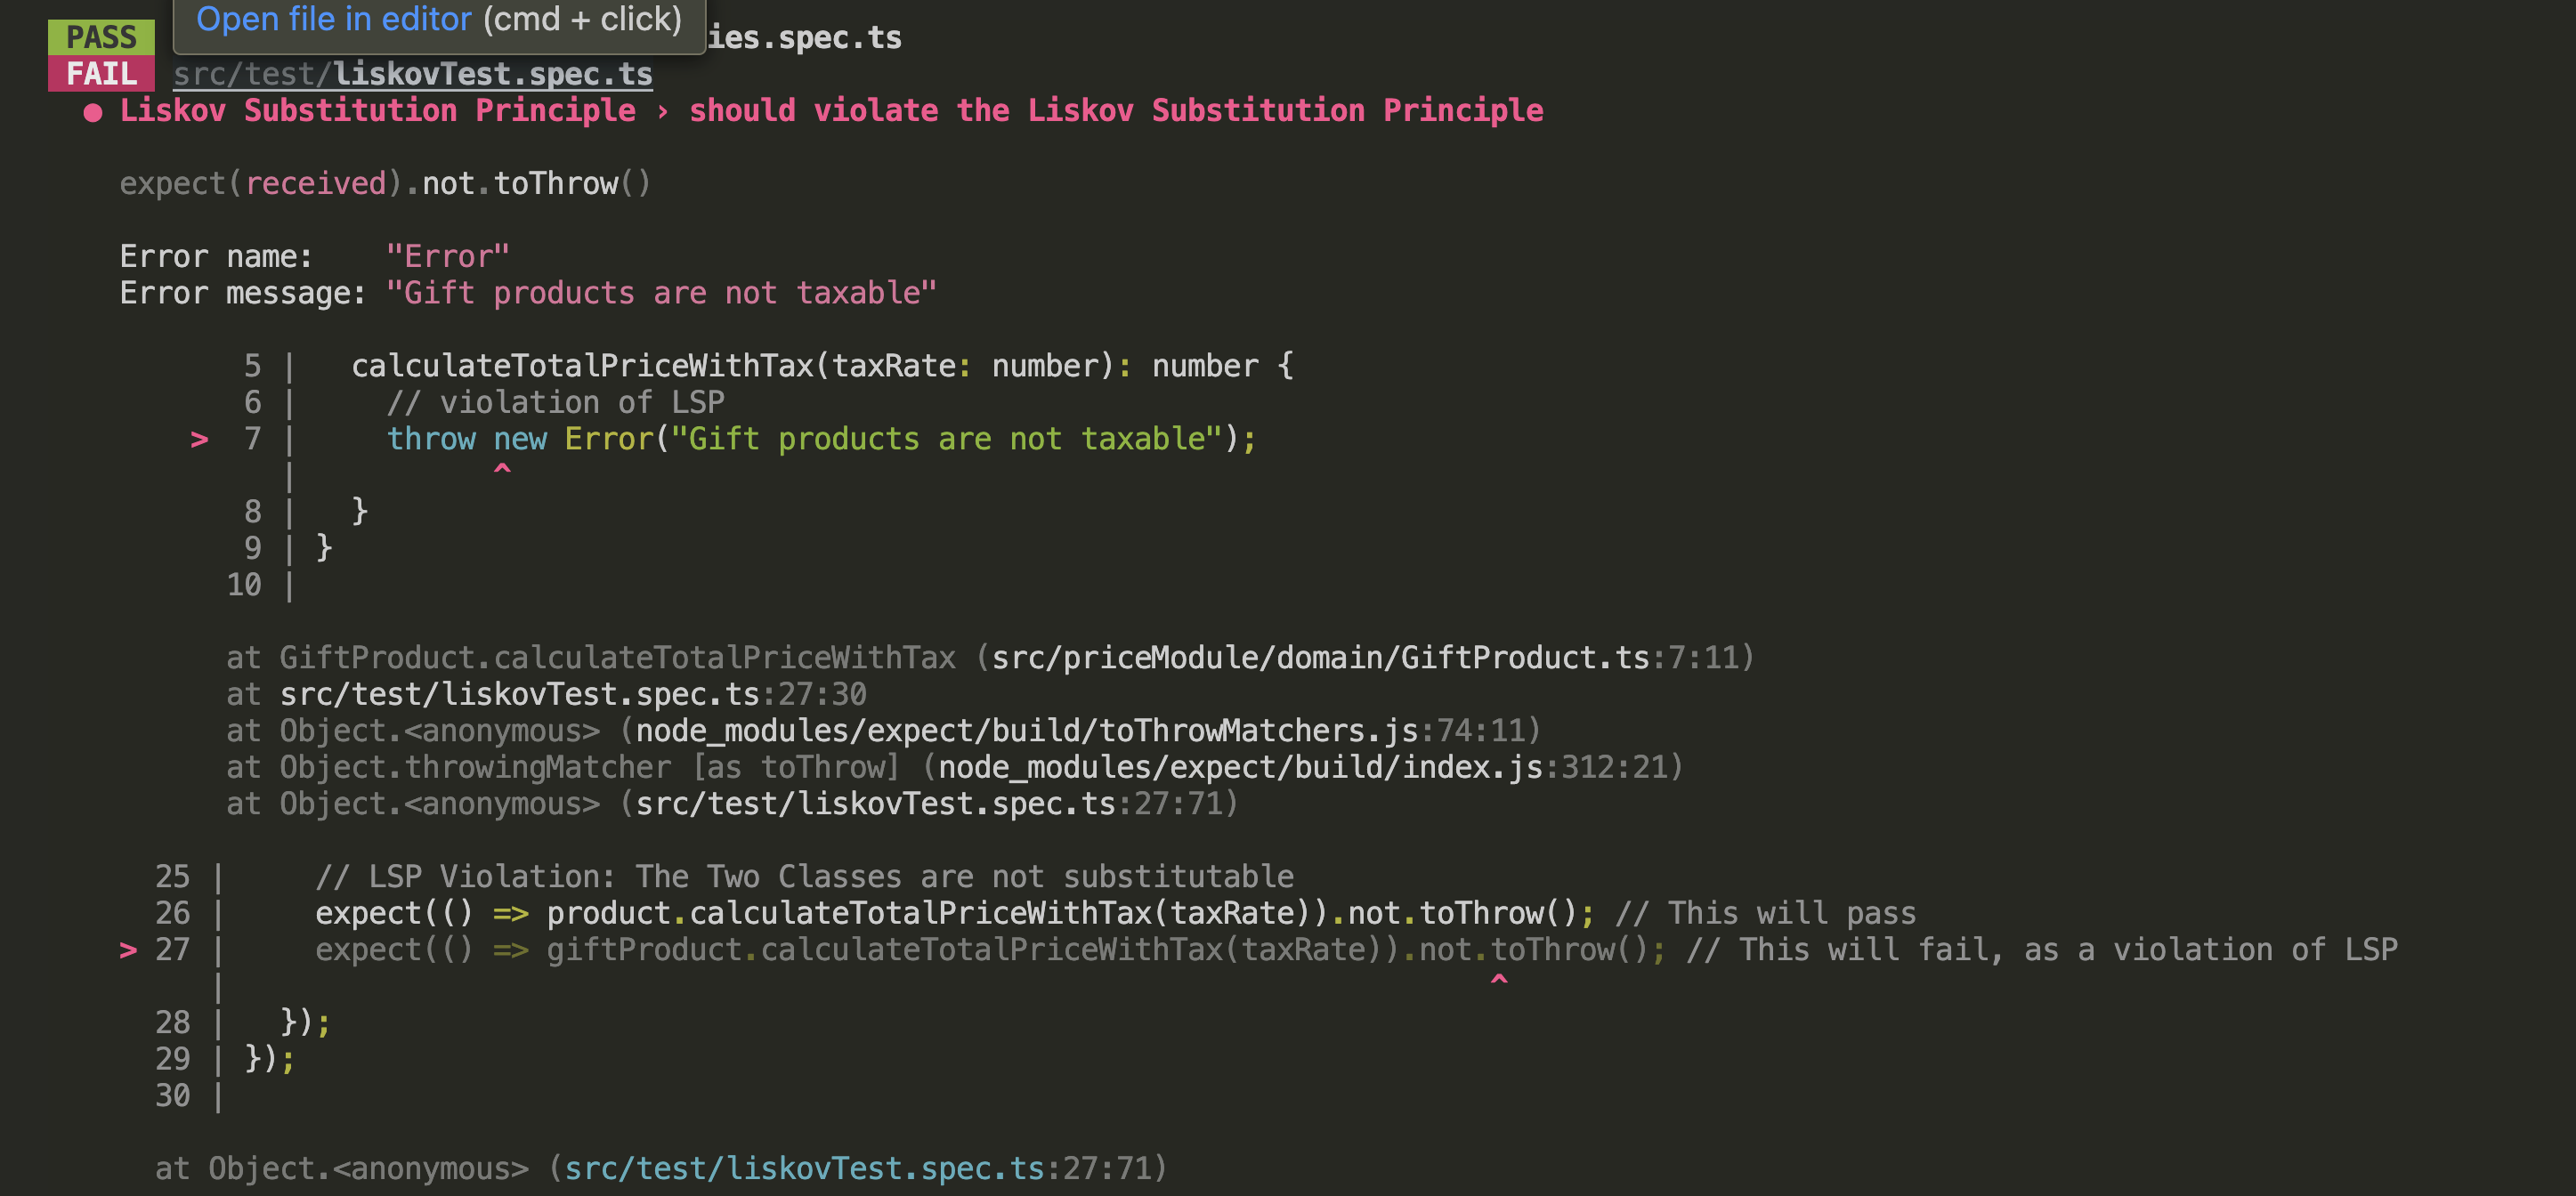 Open file in editor (cmd + click)
PASS ies.spec.ts
FAIL src/test/liskovTest.spec.ts
● Liskov Substitution Principle › should violate the Liskov Substitution Principle
expect(received).not.toThrow()
Error name:    "Error"
Error message: "Gift products are not taxable"
5 |   calculateTotalPriceWithTax(taxRate: number): number {
6 |     // violation of LSP
> 7 |     throw new Error("Gift products are not taxable");
|           ^
8 |   }
9 | }
10 |
at GiftProduct.calculateTotalPriceWithTax (src/priceModule/domain/GiftProduct.ts:7:11)
at src/test/liskovTest.spec.ts:27:30
at Object.<anonymous> (node_modules/expect/build/toThrowMatchers.js:74:11)
at Object.throwingMatcher [as toThrow] (node_modules/expect/build/index.js:312:21)
at Object.<anonymous> (src/test/liskovTest.spec.ts:27:71)
25 |     // LSP Violation: The Two Classes are not substitutable
26 |     expect(() => product.calculateTotalPriceWithTax(taxRate)).not.toThrow(); // This will pass
> 27 |     expect(() => giftProduct.calculateTotalPriceWithTax(taxRate)).not.toThrow(); // This will fail, as a violation of LSP
|                                                                       ^
28 |   });
29 | });
30 |
at Object.<anonymous> (src/test/liskovTest.spec.ts:27:71)